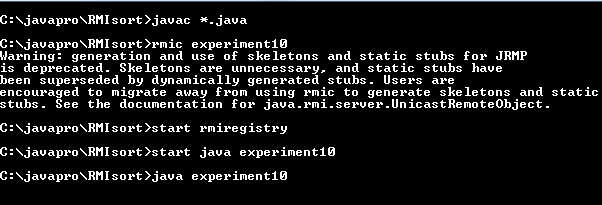 C:\javapro\RMIsort>javac *.java
C:\javapro\RMIsort>rmic experiment10
Warning: generation and use of skeletons and static stubs for JRMP
is deprecated. Skeletons are unnecessary, and static stubs have
been superseded by dynamically generated stubs. Users are
encouraged to migrate away from using rmic to generate skeletons and static
stubs. See the documentation for java.rmi.server.UnicastRemoteObject.
C:\javapro\RMIsort>start rmiregistry
C:\javapro\RMIsort>start java experiment10
C:\javapro\RMIsort>java experiment10